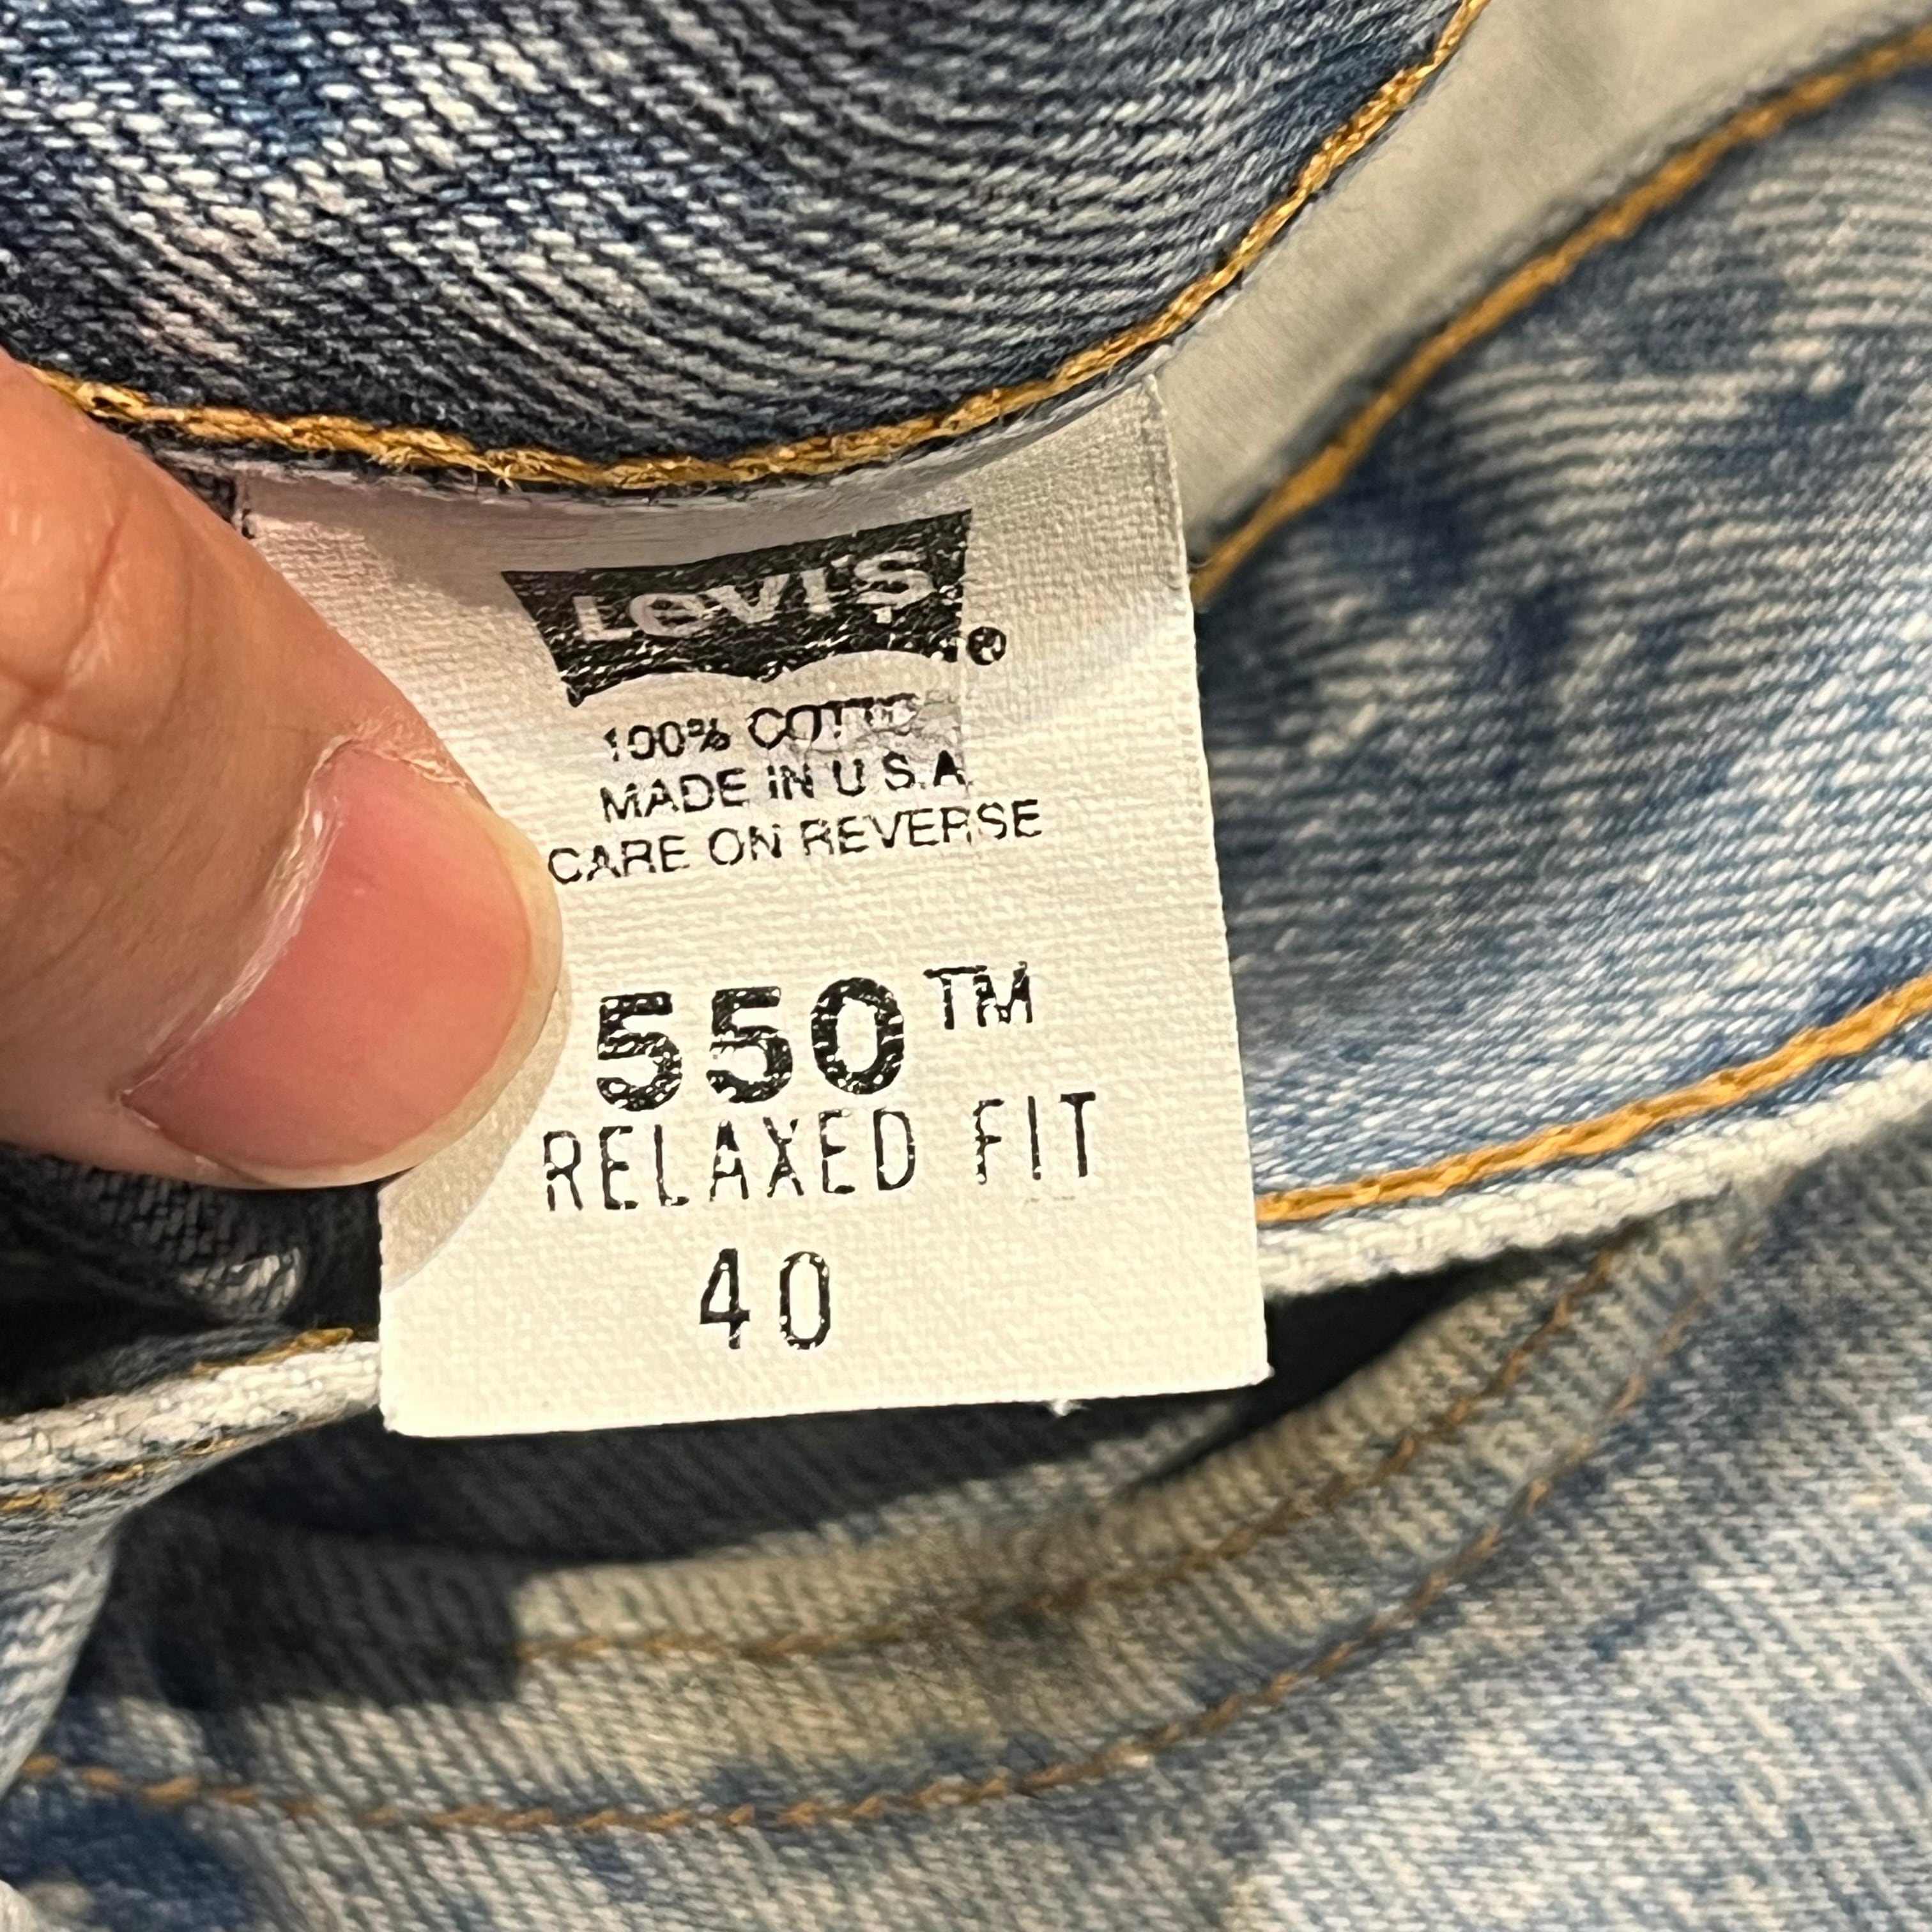 Levi's®
100% COTTO
MADE IN U.S.A.
CARE ON REVERSE
550™
RELAXED FIT
40